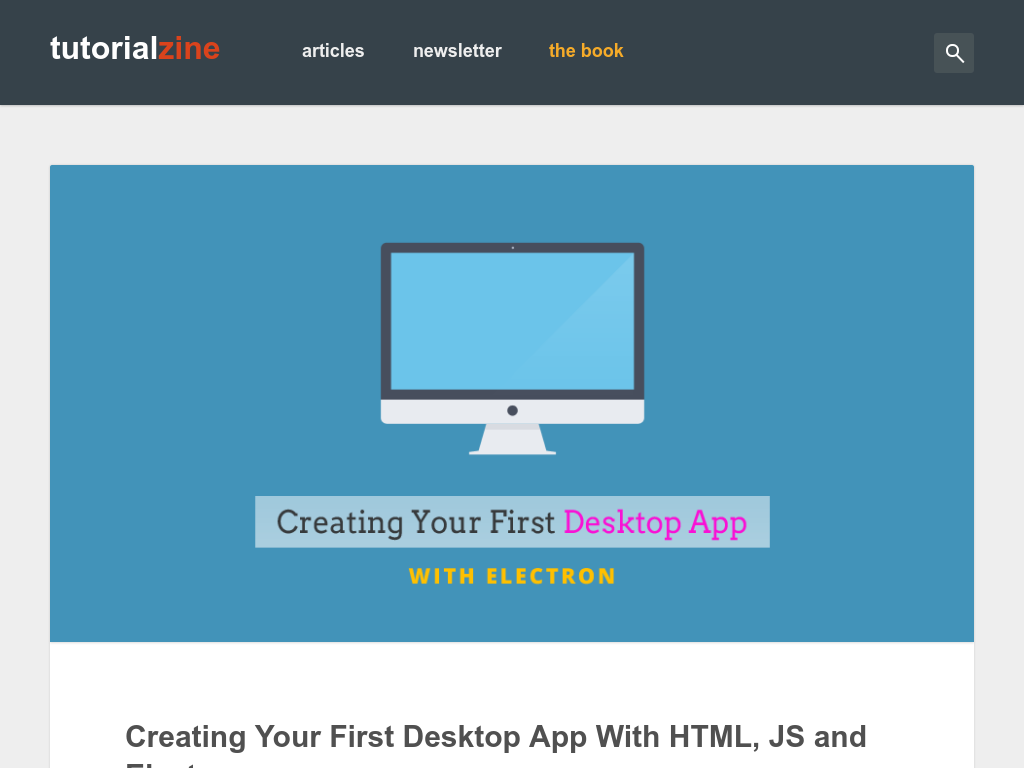 tutorialzine
articles
newsletter
the book
Creating Your First Desktop App
WITH ELECTRON
Creating Your First Desktop App With HTML, JS and